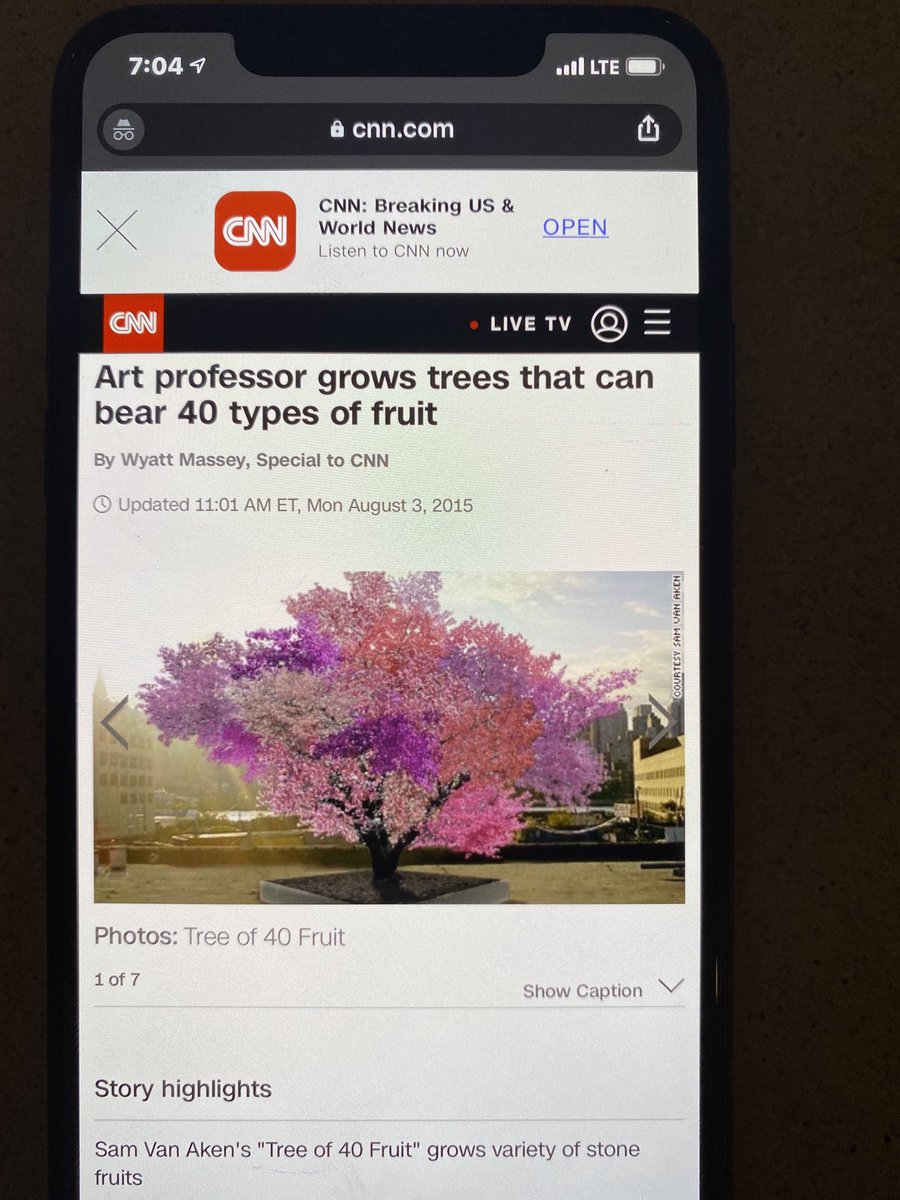 7:04
LTE
cnn.com
CNN
CNN: Breaking US &
World News
Listen to CNN now
OPEN
CNN
LIVE TV
Art professor grows trees that can
bear 40 types of fruit
By Wyatt Massey, Special to CNN
Updated 11:01 AM ET, Mon August 3, 2015
COURTESY SAM VAN AKEN
Photos: Tree of 40 Fruit
1 of 7
Show Caption
Story highlights
Sam Van Aken's "Tree of 40 Fruit" grows variety of stone
fruits